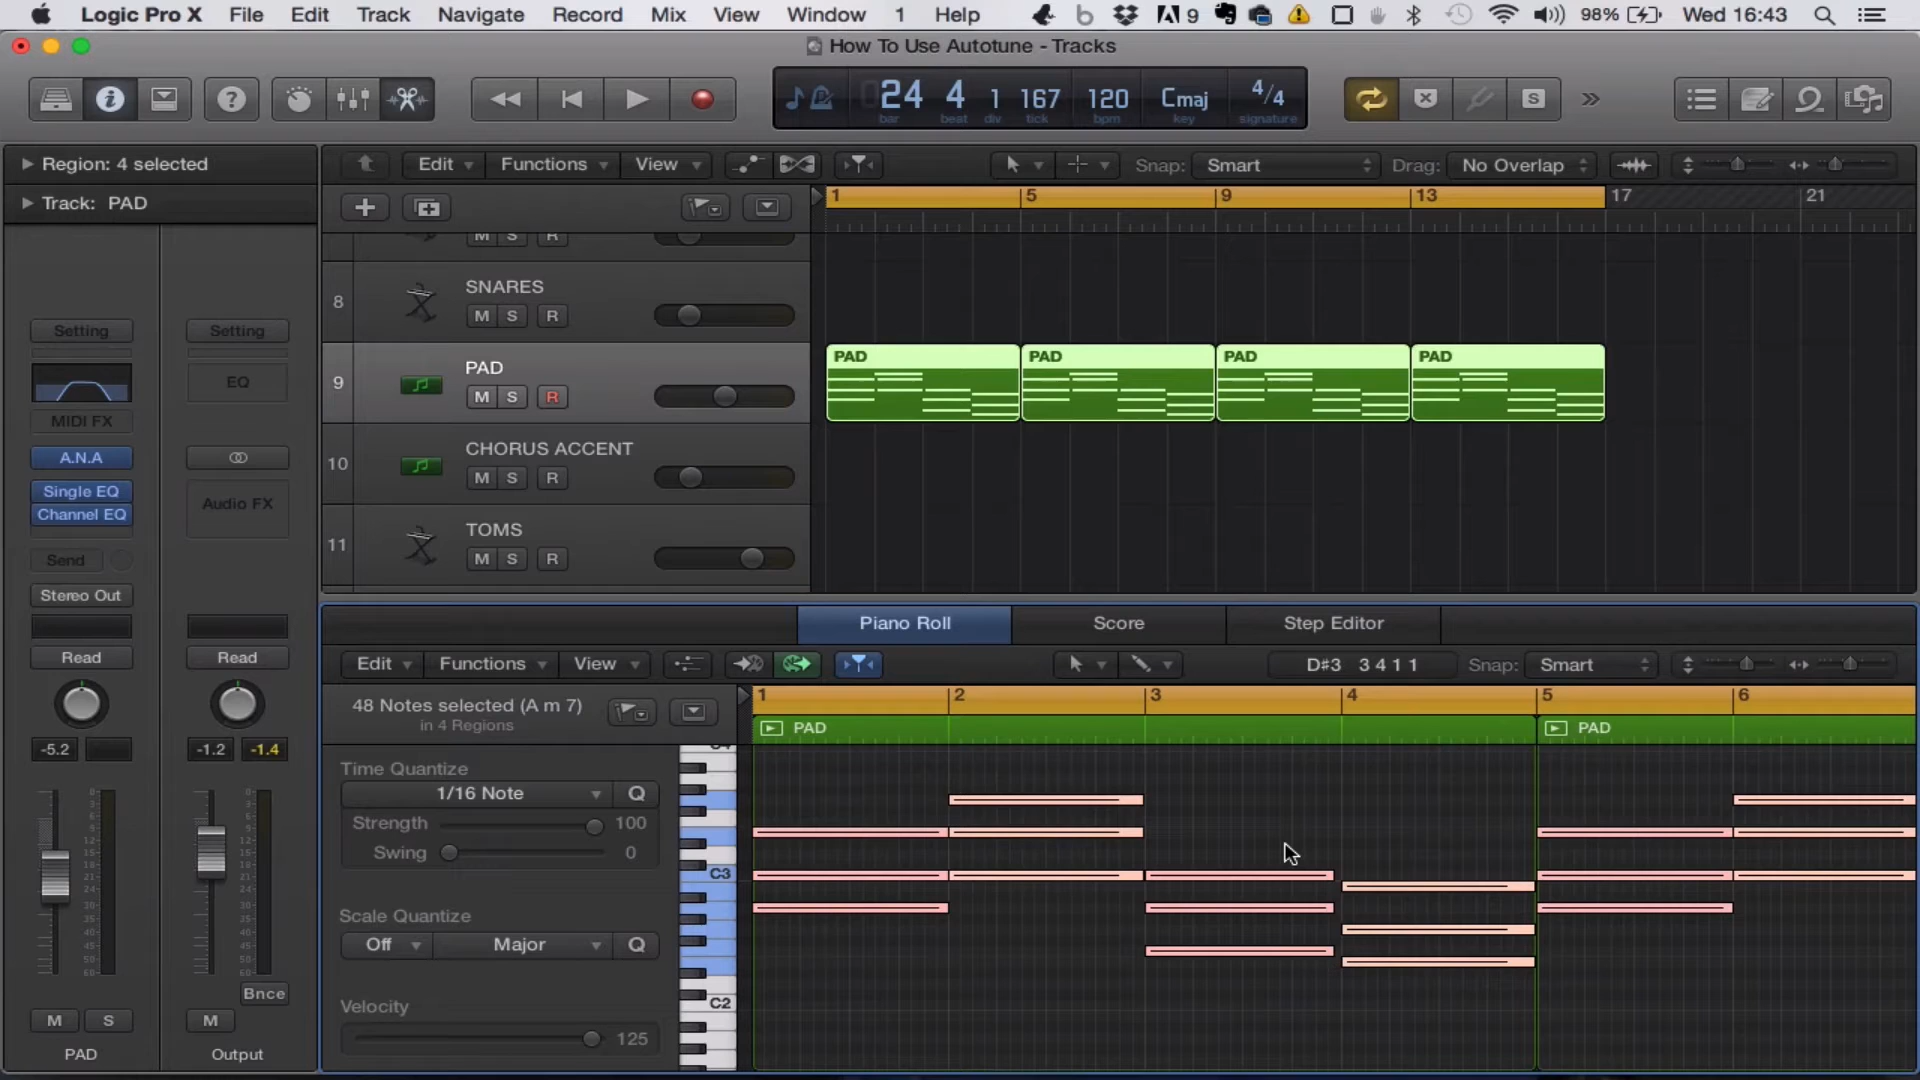 Logic Pro X File Edit Track Navigate Record Mix View Window 1 Help 9 98% Wed 16:43
How To Use Autotune - Tracks
24 4 1 167 120 Cmaj 4/4
bar beat div tick bpm key signature
S
Region: 4 selected
Edit Functions View Snap: Smart Drag: No Overlap
Track: PAD
1 5 9 13 17 21
M S R
8 SNARES
M S R
9 PAD
M S R
PAD PAD PAD PAD
10 CHORUS ACCENT
M S R
11 TOMS
M S R
Setting Setting
EQ
MIDI FX
A.N.A
Single EQ
Channel EQ
Audio FX
Send
Stereo Out
Read Read
-5.2 -1.2 -1.4
Bnce
M S M
PAD Output
Piano Roll Score Step Editor
Edit Functions View D#3 3 4 1 1 Snap: Smart
48 Notes selected (A m 7)
in 4 Regions
1 2 3 4 5 6
PAD PAD
Time Quantize
1/16 Note Q
Strength 100
Swing 0
Scale Quantize
Off Major Q
Velocity
125
C3
C2